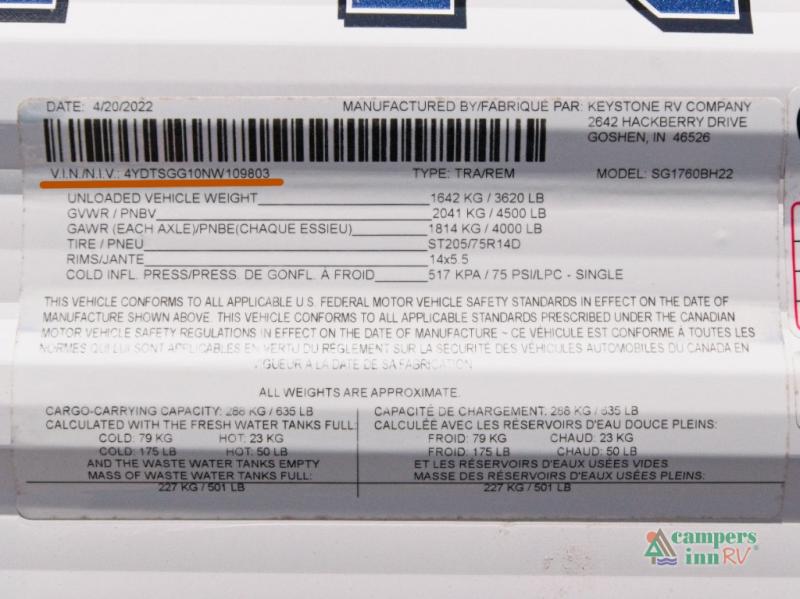 DATE: 4/20/2022 MANUFACTURED BY/FABRIQUÉ PAR: KEYSTONE RV COMPANY
2642 HACKBERRY DRIVE
GOSHEN, IN 46526
V.I.N./N.I.V.: 4YDTSGG10NW109803 TYPE: TRA/REM MODEL: SG1760BH22
UNLOADED VEHICLE WEIGHT 1642 KG / 3620 LB
GVWR / PNBV 2041 KG / 4500 LB
GAWR (EACH AXLE)/PNBE(CHAQUE ESSIEU) 1814 KG / 4000 LB
TIRE / PNEU ST205/75R14D
RIMS/JANTE 14x5.5
COLD INFL. PRESS/PRESS. DE GONFL. À FROID 517 KPA / 75 PSI/LPC - SINGLE
THIS VEHICLE CONFORMS TO ALL APPLICABLE U.S. FEDERAL MOTOR VEHICLE SAFETY STANDARDS IN EFFECT ON THE DATE OF
MANUFACTURE SHOWN ABOVE. THIS VEHICLE CONFORMS TO ALL APPLICABLE STANDARDS PRESCRIBED UNDER THE CANADIAN
MOTOR VEHICLE SAFETY REGULATIONS IN EFFECT ON THE DATE OF MANUFACTURE ~ CE VÉHICULE EST CONFORME À TOUTES LES
NORMES QUI LUI SONT APPLICABLES EN VERTU DU RÈGLEMENT SUR LA SÉCURITÉ DES VÉHICULES AUTOMOBILES DU CANADA EN
VIGUEUR À LA DATE DE SA FABRICATION
ALL WEIGHTS ARE APPROXIMATE.
CARGO-CARRYING CAPACITY: 288 KG / 635 LB
CALCULATED WITH THE FRESH WATER TANKS FULL:
COLD: 79 KG HOT: 23 KG
COLD: 175 LB HOT: 50 LB
AND THE WASTE WATER TANKS EMPTY
MASS OF WASTE WATER TANKS FULL:
227 KG / 501 LB
CAPACITÉ DE CHARGEMENT: 288 KG / 635 LB
CALCULÉE AVEC LES RÉSERVOIRS D'EAU DOUCE PLEINS:
FROID: 79 KG CHAUD: 23 KG
FROID: 175 LB CHAUD: 50 LB
ET LES RÉSERVOIRS D'EAUX USÉES VIDES
MASSE DES RÉSERVOIRS D'EAUX USÉES PLEINS:
227 KG / 501 LB
campers
inn RV®